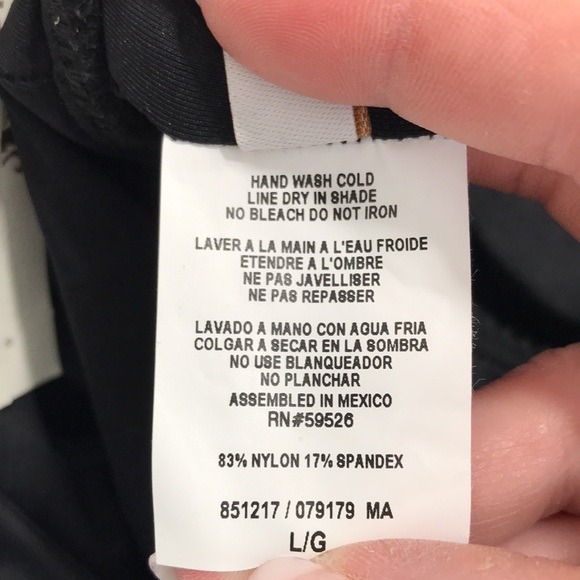 HAND WASH COLD
LINE DRY IN SHADE
NO BLEACH DO NOT IRON
LAVER A LA MAIN A L'EAU FROIDE
ETENDRE A L'OMBRE
NE PAS JAVELLISER
NE PAS REPASSER
LAVADO A MANO CON AGUA FRIA
COLGAR A SECAR EN LA SOMBRA
NO USE BLANQUEADOR
NO PLANCHAR
ASSEMBLED IN MEXICO
RN#59526
83% NYLON 17% SPANDEX
851217 / 079179 MA
L/G